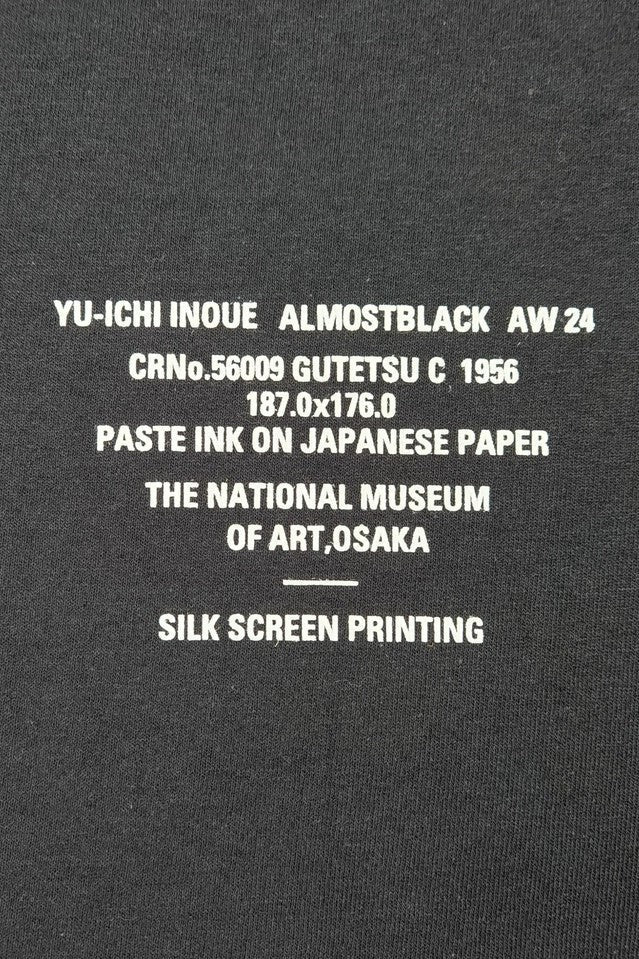 YU-ICHI INOUE ALMOSTBLACK AW 24
CRNo.56009 GUTETSU C 1956
187.0x176.0
PASTE INK ON JAPANESE PAPER
THE NATIONAL MUSEUM
OF ART,OSAKA
SILK SCREEN PRINTING